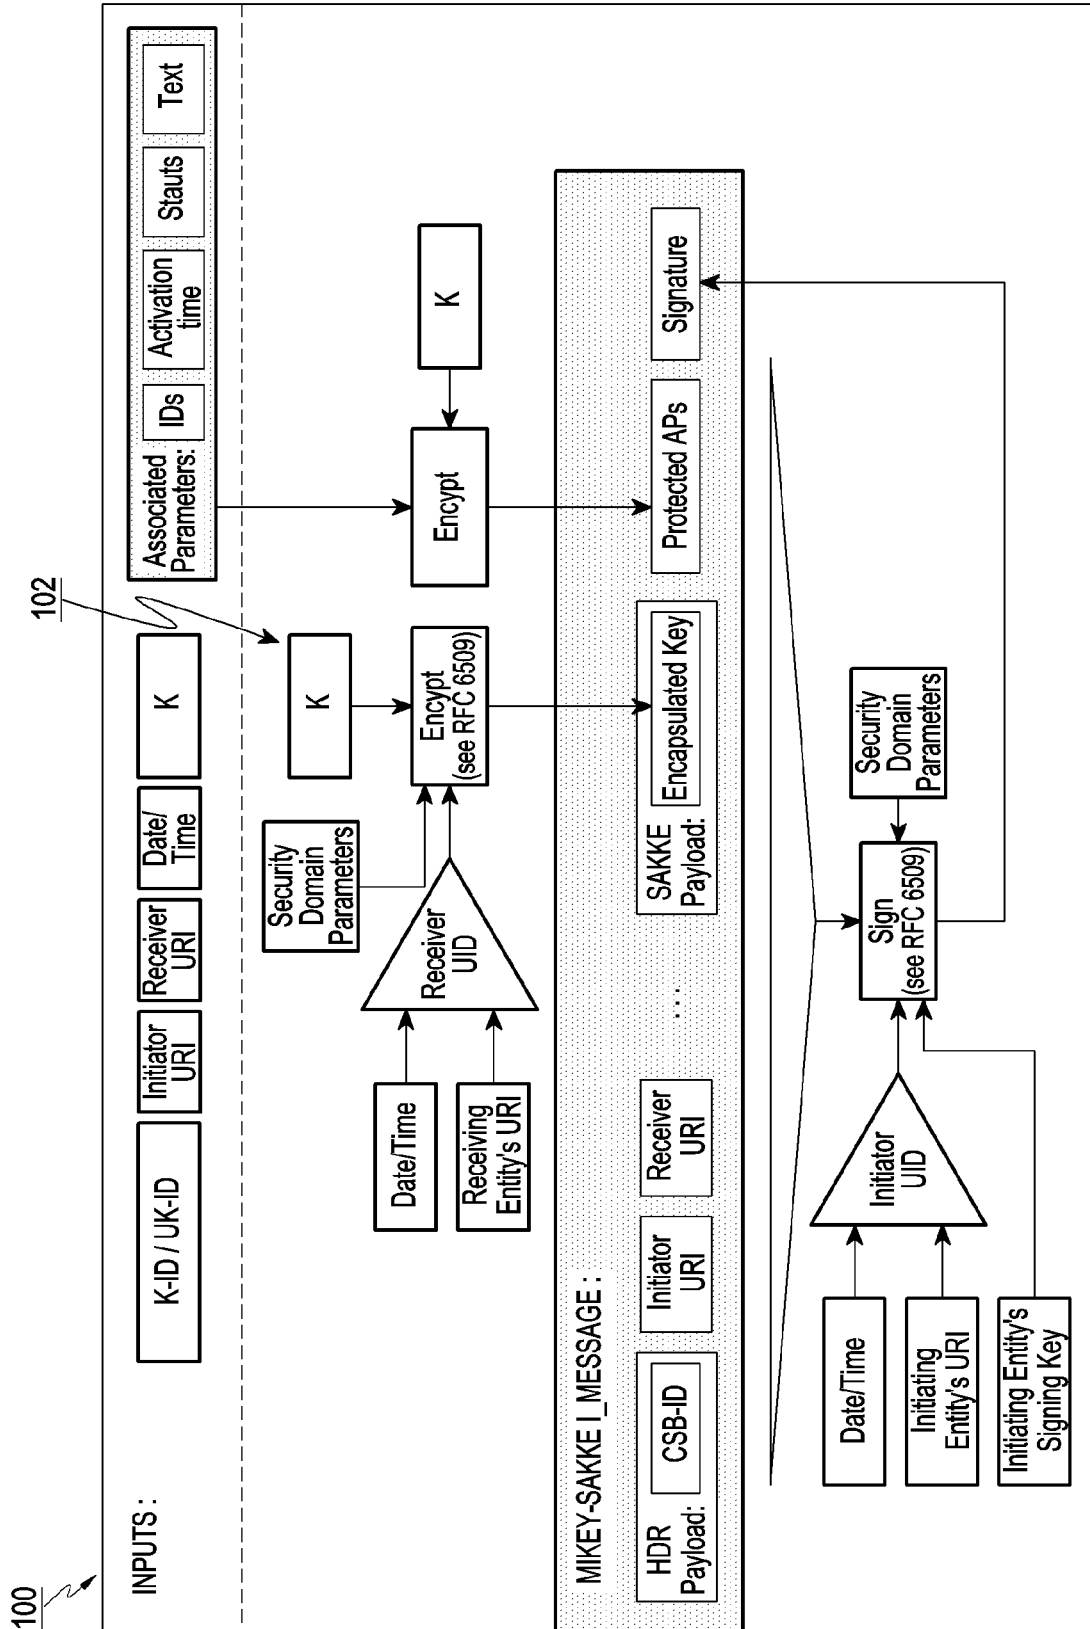 100
INPUTS :
K-ID / UK-ID
Initiator
URI
Receiver
URI
Date/
Time
K
102
Associated
Parameters:
IDs
Activation
time
Stauts
Text
Security
Domain
Parameters
K
Date/Time
Receiving
Entity's URI
Receiver
UID
Encypt
(see RFC 6509)
Encypt
K
MIKEY-SAKKE I_MESSAGE :
HDR
Payload:
CSB-ID
Initiator
URI
Receiver
URI
...
SAKKE
Payload:
Encapsulated Key
Protected APs
Signature
Date/Time
Initiating
Entity's URI
Initiating Entity's
Signing Key
Initiator
UID
Sign
(see RFC 6509)
Security
Domain
Parameters